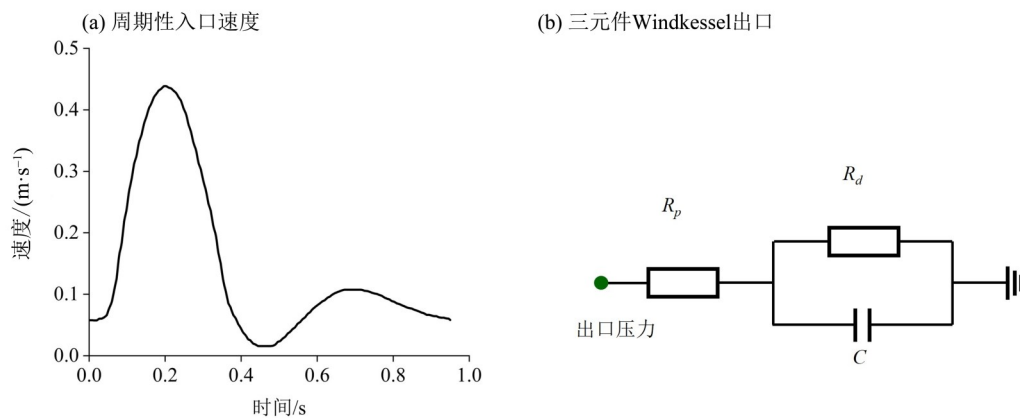 (a) 周期性入口速度
0.5
0.4
0.3
0.2
0.1
0.0
速度/(m·s⁻¹)
0.0 0.2 0.4 0.6 0.8 1.0
时间/s
(b) 三元件Windkessel出口
R_d
R_p
出口压力
C